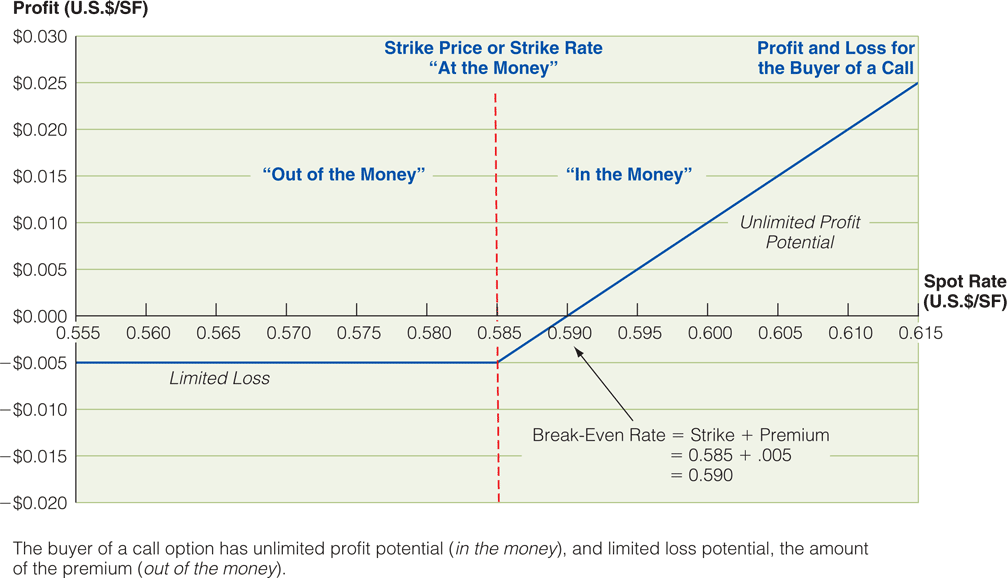 Profit (U.S.$/SF)
$0.030
$0.025
$0.020
$0.015
$0.010
$0.005
$0.000
−$0.005
−$0.010
−$0.015
−$0.020
Strike Price or Strike Rate
“At the Money”
Profit and Loss for
the Buyer of a Call
“Out of the Money”
“In the Money”
Unlimited Profit
Potential
Spot Rate
(U.S.$/SF)
0.555 0.560 0.565 0.570 0.575 0.580 0.585 0.590 0.595 0.600 0.605 0.610 0.615
Limited Loss
Break-Even Rate = Strike + Premium
= 0.585 + .005
= 0.590
The buyer of a call option has unlimited profit potential (in the money), and limited loss potential, the amount
of the premium (out of the money).